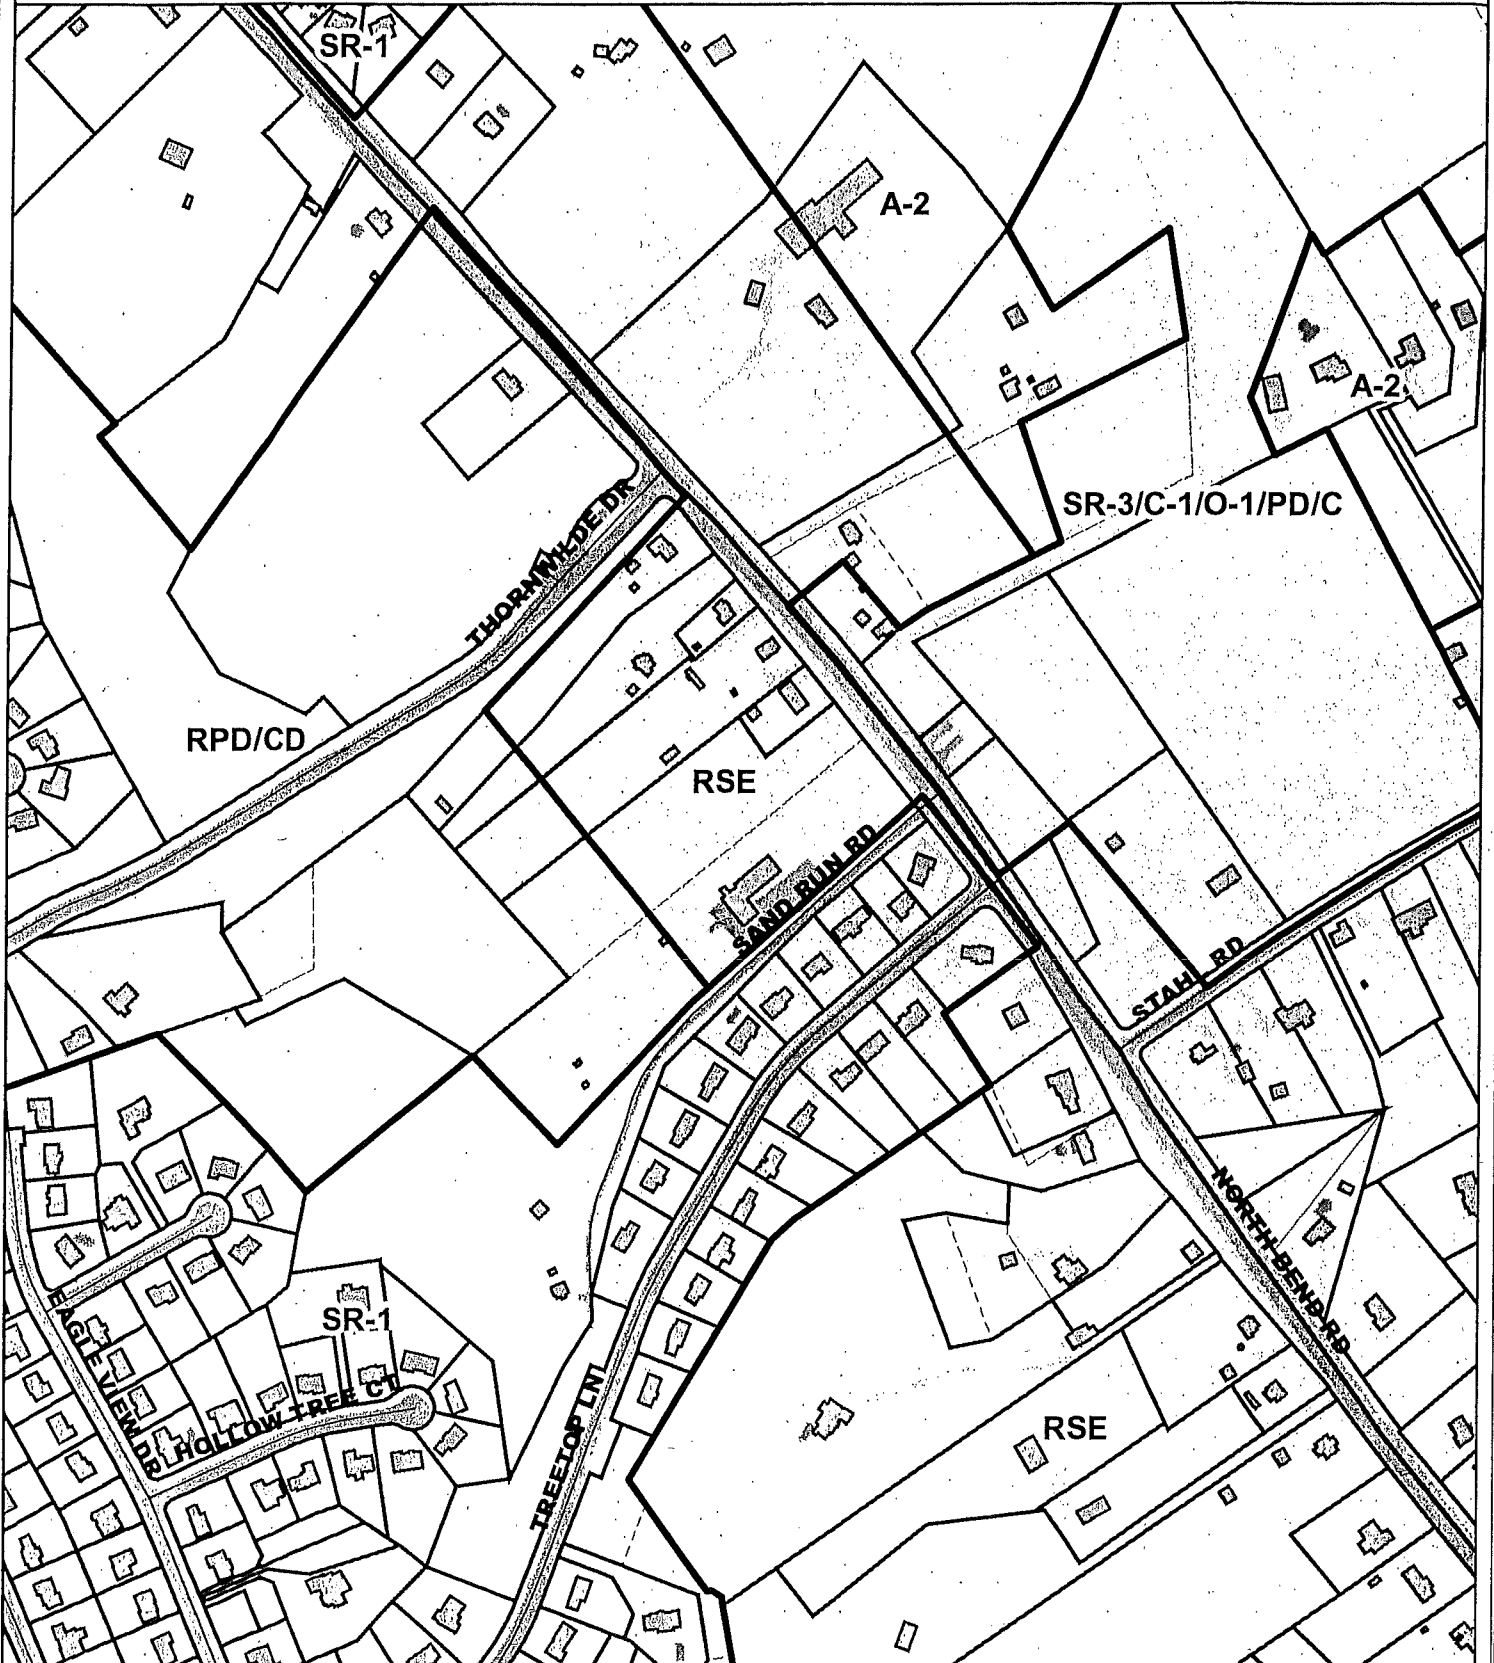 SR-1
A-2
A-2
SR-3/C-1/O-1/PD/C
THORNWILDE DR
RPD/CD
RSE
SAND RUN RD
STAHL RD
NORTH BEND RD
EAGLE VIEW DR
SR-1
HOLLOW TREE CT
TREETOP LN
RSE